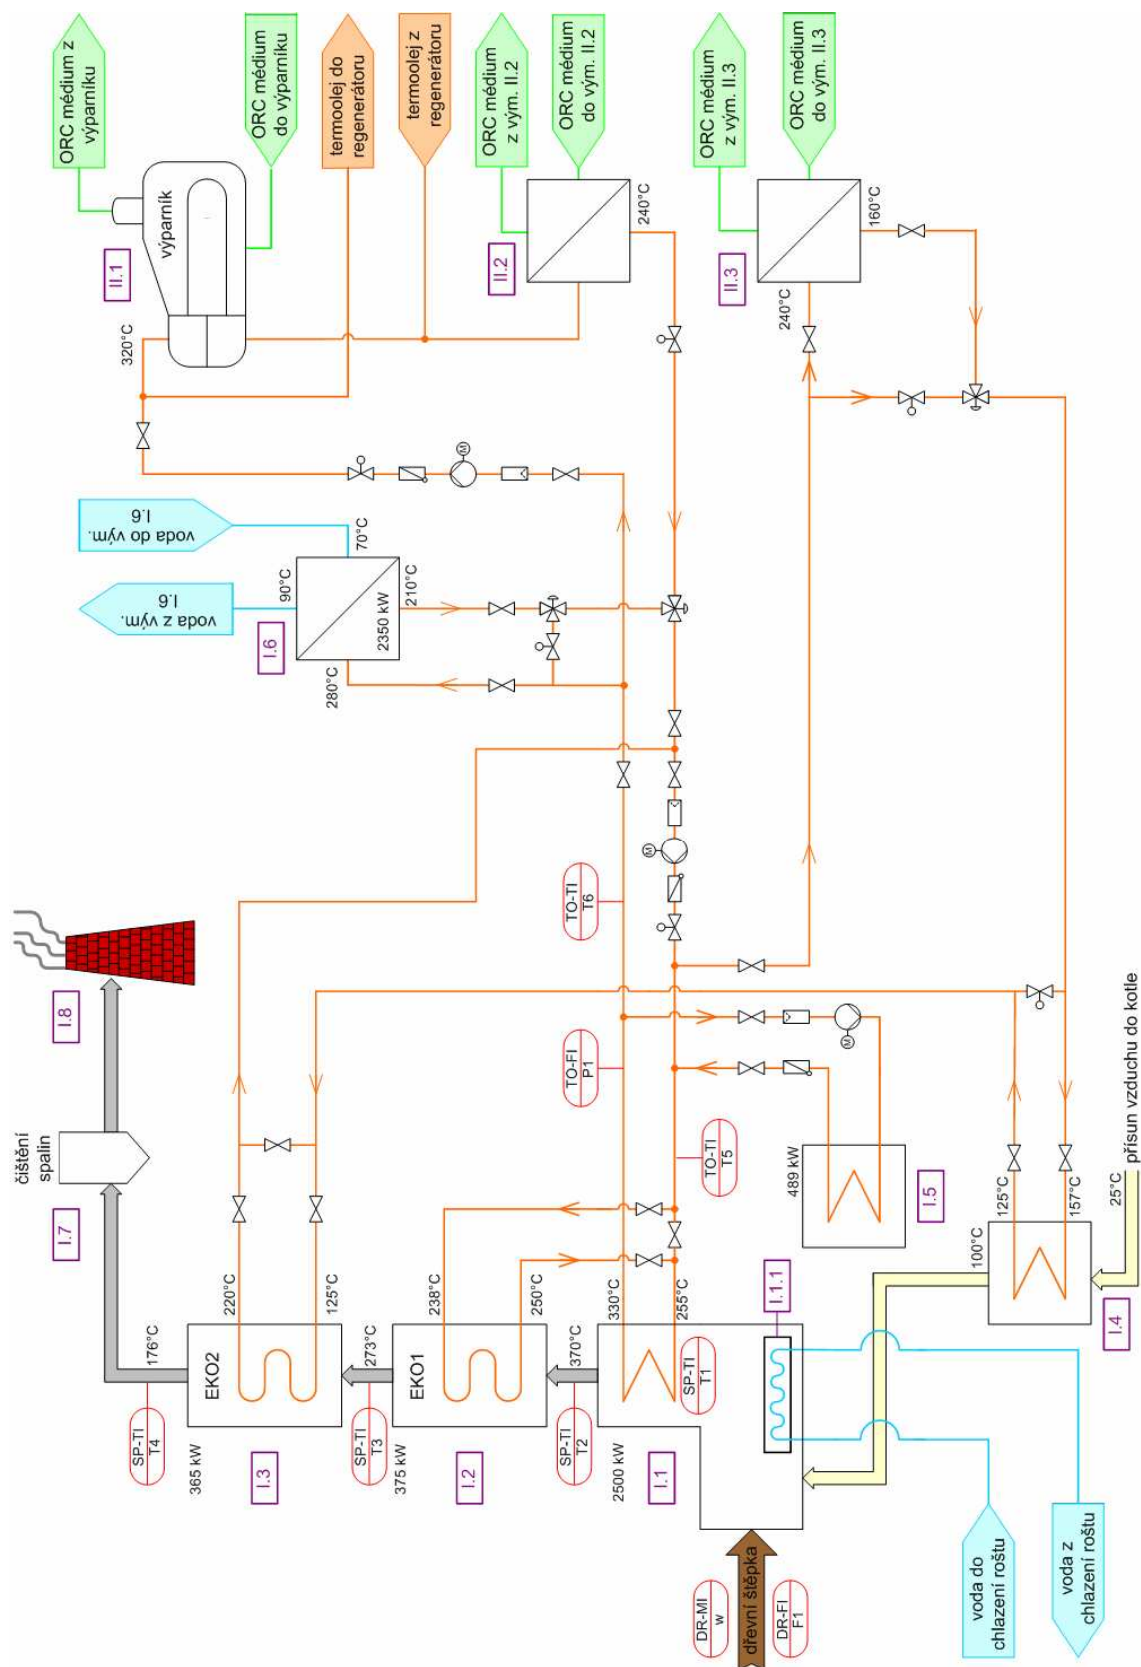 ORC médium z
výparníku
ORC médium
do výparníku
termoolej do
regenerátoru
termoolej z
regenerátoru
ORC médium
z vým. II.2
ORC médium
do vým. II.2
ORC médium
z vým. II.3
ORC médium
do vým. II.3
výparník
II.1
320°C
II.2
240°C
II.3
240°C
160°C
M
voda do vým.
I.6
voda z vým.
I.6
70°C
90°C
210°C
2350 kW
280°C
I.6
M
TO-TI
T6
TO-FI
P1
TO-TI
T5
M
I.8
čištění
spalin
I.7
489 kW
I.5
přísun vzduchu do kotle
25°C
125°C
157°C
100°C
I.4
220°C
125°C
EKO2
176°C
SP-TI
T4
365 kW
I.3
238°C
250°C
EKO1
273°C
SP-TI
T3
375 kW
I.2
330°C
255°C
370°C
SP-TI
T2
SP-TI
T1
2500 kW
I.1
I.1.1
DR-MI
w
dřevní štěpka
DR-FI
F1
voda do
chlazení roštu
voda z
chlazení roštu